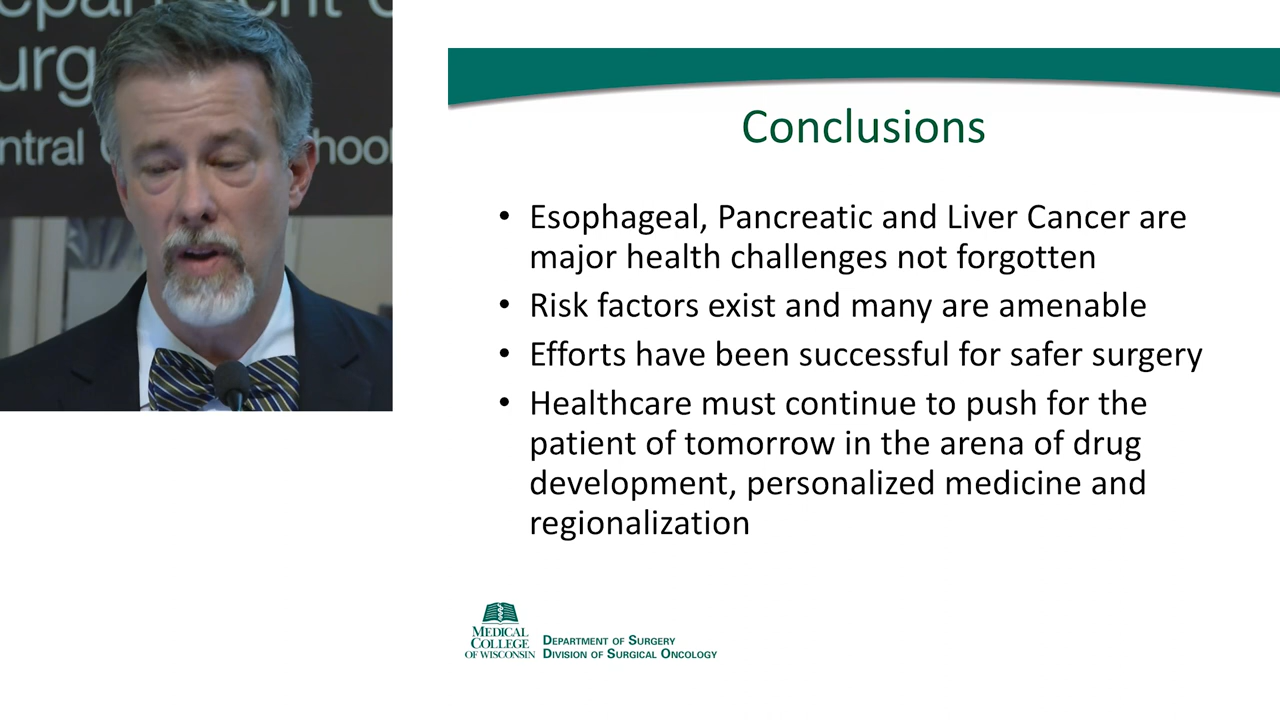 Conclusions
• Esophageal, Pancreatic and Liver Cancer are
major health challenges not forgotten
• Risk factors exist and many are amenable
• Efforts have been successful for safer surgery
• Healthcare must continue to push for the
patient of tomorrow in the arena of drug
development, personalized medicine and
regionalization
MEDICAL
COLLEGE
OF WISCONSIN
DEPARTMENT OF SURGERY
DIVISION OF SURGICAL ONCOLOGY